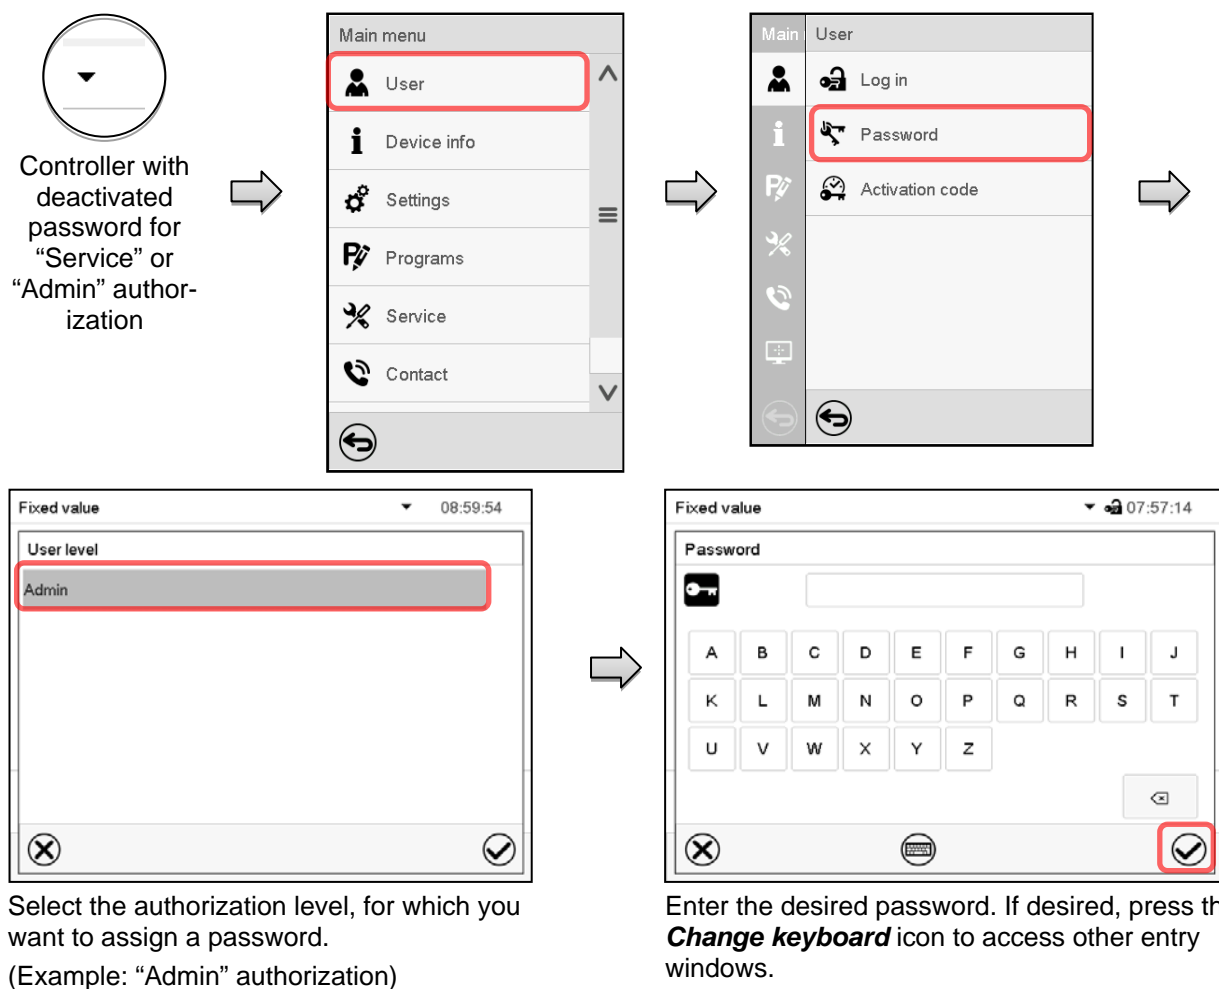 Controller with
deactivated
password for
“Service” or
“Admin” author-
ization
Main menu
User
Device info
Settings
Programs
Service
Contact
Main
User
Log in
Password
Activation code
Fixed value 08:59:54
User level
Admin
Select the authorization level, for which you
want to assign a password.
(Example: “Admin” authorization)
Fixed value 07:57:14
Password
A B C D E F G H I J
K L M N O P Q R S T
U V W X Y Z
Enter the desired password. If desired, press th
Change keyboard icon to access other entry
windows.